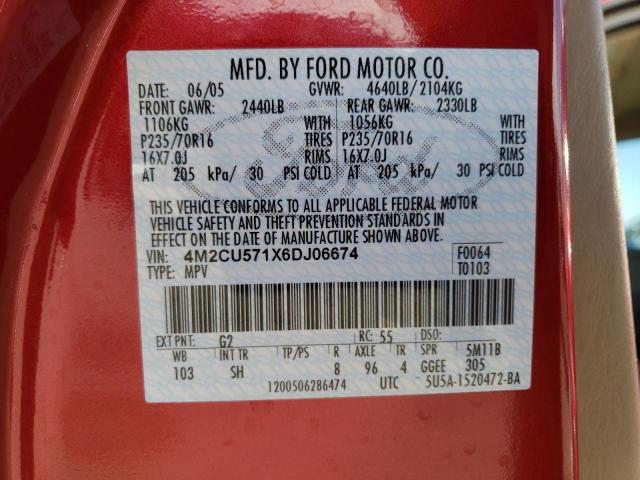 MFD. BY FORD MOTOR CO.
DATE: 06/05 GVWR: 4640LB/2104KG
FRONT GAWR: 2440LB REAR GAWR: 2330LB
1106KG WITH 1056KG WITH
P235/70R16 TIRES P235/70R16 TIRES
16X7.0J RIMS 16X7.0J RIMS
AT 205 kPa/ 30 PSI COLD AT 205 kPa/ 30 PSI COLD
Ford
THIS VEHICLE CONFORMS TO ALL APPLICABLE FEDERAL MOTOR
VEHICLE SAFETY AND THEFT PREVENTION STANDARDS IN
EFFECT ON THE DATE OF MANUFACTURE SHOWN ABOVE.
VIN: 4M2CU571X6DJ06674 F0064
TYPE: MPV T0103
EXT PNT: G2 RC: 55 DSO:
WB INT TR TP/PS R AXLE TR SPR 5M11B
103 SH 8 96 4 GGEE 305
1200506286474 UTC 5U5A-1520472-BA